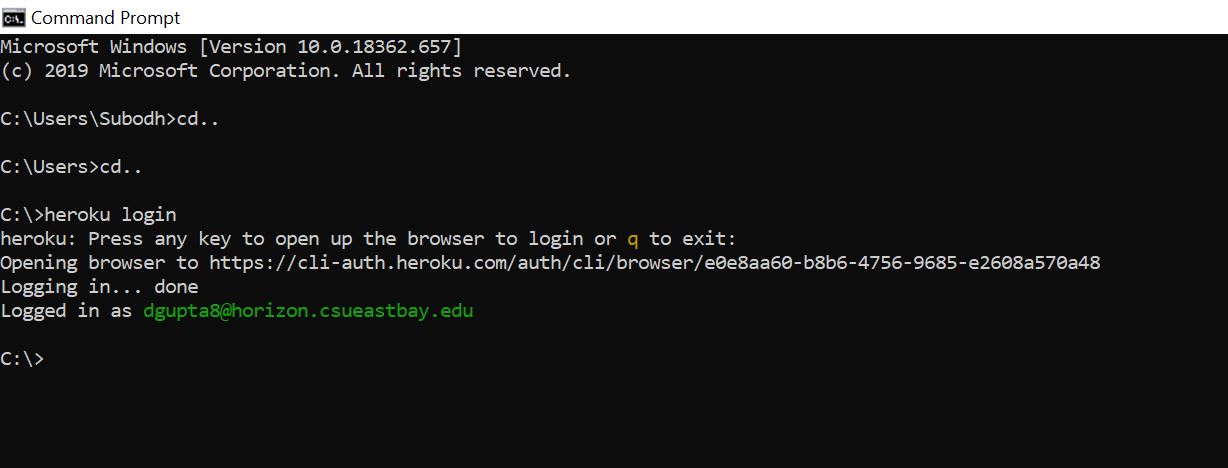 Command Prompt
Microsoft Windows [Version 10.0.18362.657]
(c) 2019 Microsoft Corporation. All rights reserved.
C:\Users\Subodh>cd..
C:\Users>cd..
C:\>heroku login
heroku: Press any key to open up the browser to login or q to exit:
Opening browser to https://cli-auth.heroku.com/auth/cli/browser/e0e8aa60-b8b6-4756-9685-e2608a570a48
Logging in... done
Logged in as dgupta8@horizon.csueastbay.edu
C:\>